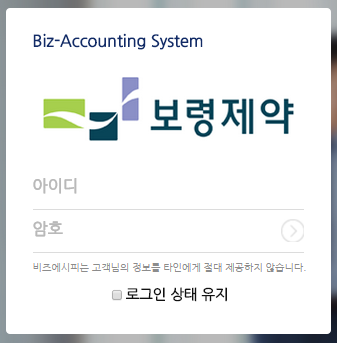 Biz-Accounting System
보령제약
아이디
암호
비즈에시피는 고객님의 정보를 타인에게 절대 제공하지 않습니다.
로그인 상태 유지